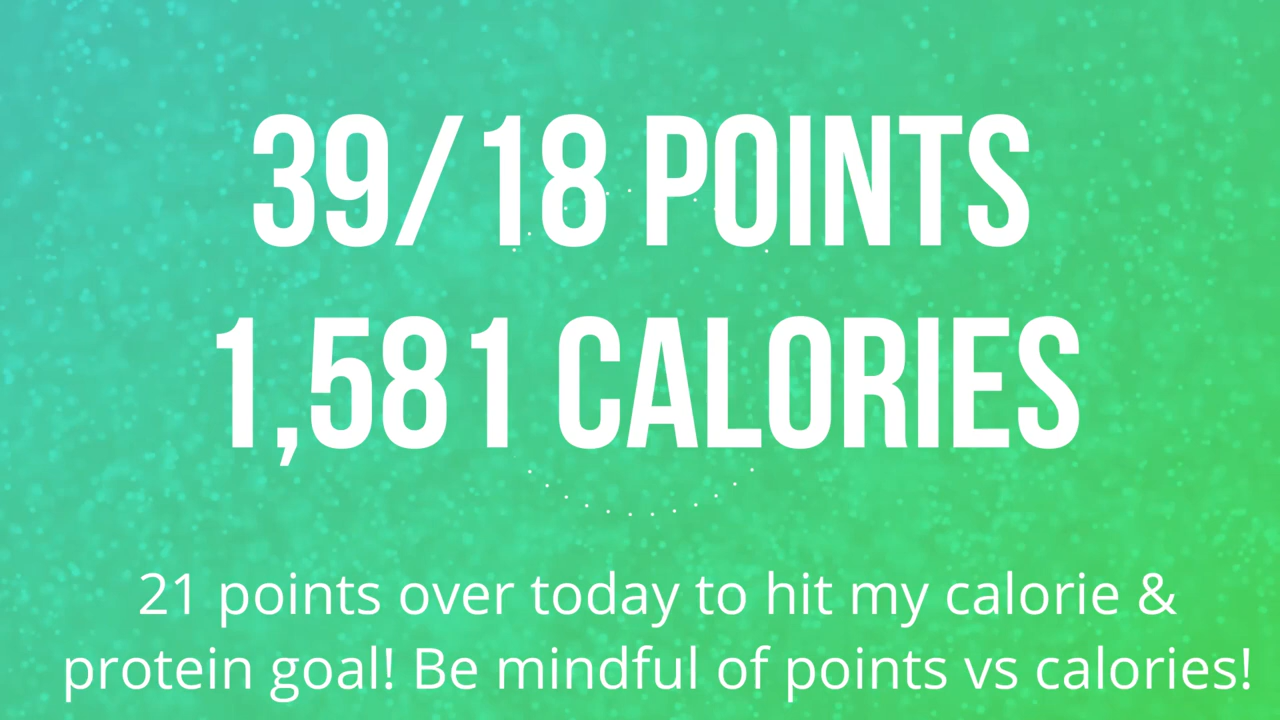 39/18 POINTS
1,581 CALORIES
21 points over today to hit my calorie &
protein goal! Be mindful of points vs calories!